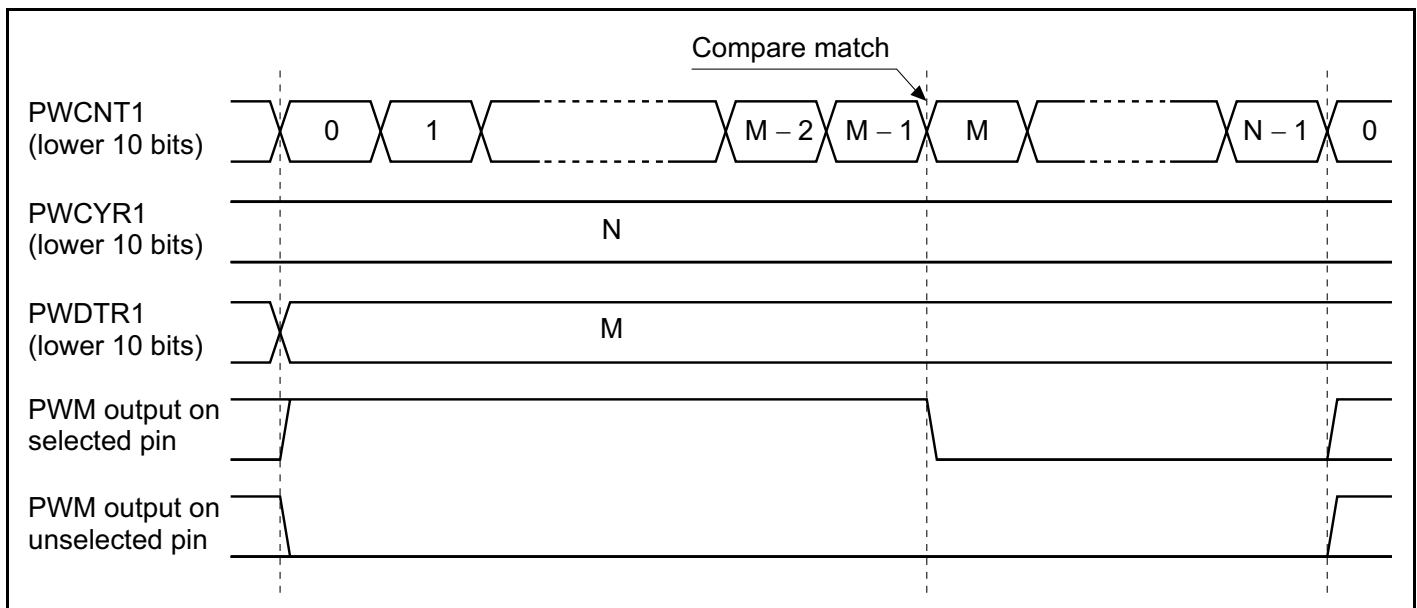 Compare match
PWCNT1
(lower 10 bits)
0 1 M – 2 M – 1 M N – 1 0
PWCYR1
(lower 10 bits)
N
PWDTR1
(lower 10 bits)
M
PWM output on
selected pin
PWM output on
unselected pin